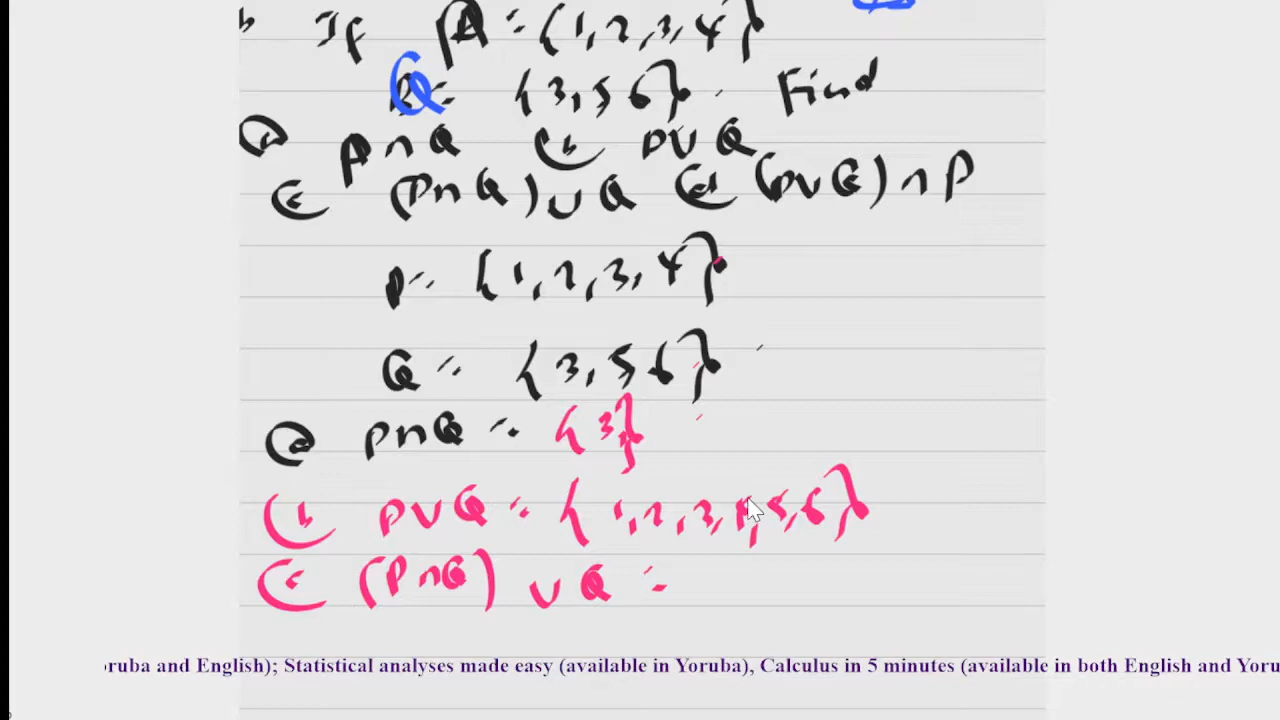 If P = {1, 2, 3, 4}
Q = {3, 5 6}. Find
(a) P∩Q (b P∪Q
(c (P∩Q)∪Q (d (P∪Q)∩P
P = {1, 2, 3, 4}
Q = {3, 5, 6}
(a) P∩Q = {3}
(b P∪Q = {1, 2, 3, 4, 5, 6}
(c (P∩Q) ∪ Q =
oruba and English); Statistical analyses made easy (available in Yoruba), Calculus in 5 minutes (available in both English and Yoru